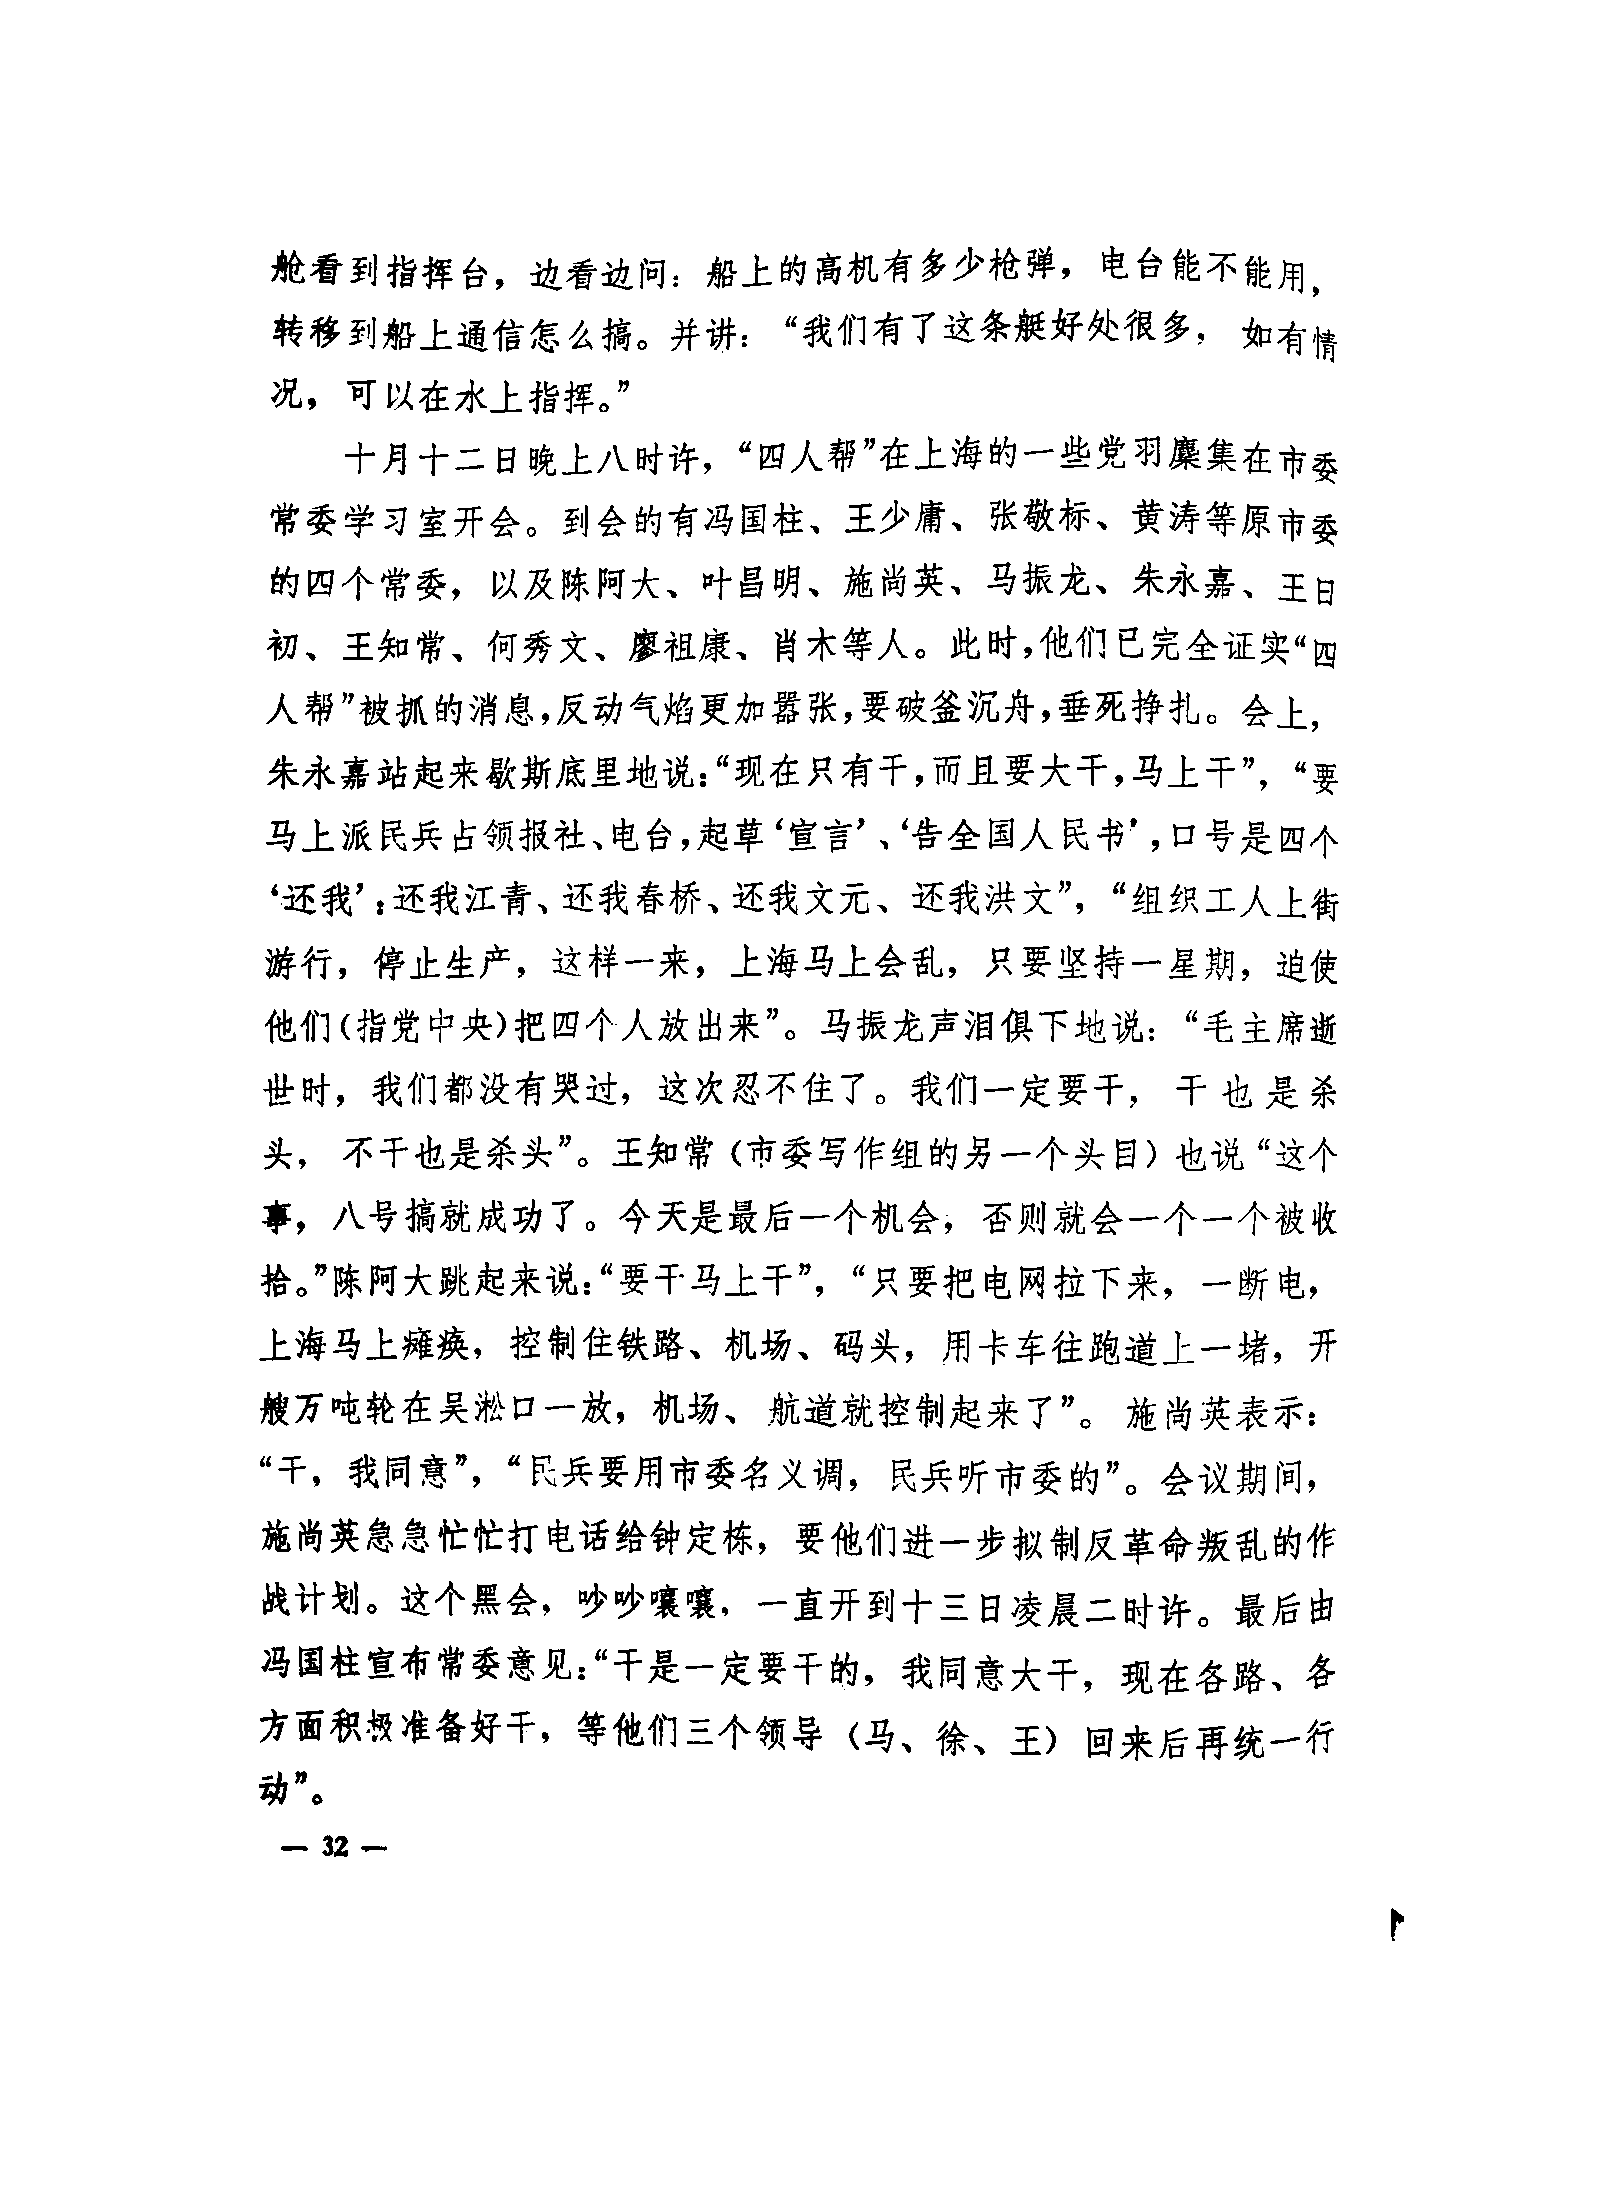 舱看到指挥台，边看边问：船上的高机有多少枪弹，电台能不能用，
转移到船上通信怎么搞。并讲：“我们有了这条艇好处很多，如有情
况，可以在水上指挥。”
十月十二日晚上八时许，“四人帮”在上海的一些党羽麇集在市委
常委学习室开会。到会的有冯国柱、王少庸、张敬标、黄涛等原市委
的四个常委，以及陈阿大、叶昌明、施尚英、马振龙、朱永嘉、王日
初、王知常、何秀文、廖祖康、肖木等人。此时，他们已完全证实“四
人帮”被抓的消息，反动气焰更加嚣张，要破釜沉舟，垂死挣扎。会上，
朱永嘉站起来歇斯底里地说：“现在只有干，而且要大干，马上干”，“要
马上派民兵占领报社、电台，起草‘宣言’、‘告全国人民书’，口号是四个
‘还我’：还我江青、还我春桥、还我文元、还我洪文”，“组织工人上街
游行，停止生产，这样一来，上海马上会乱，只要坚持一星期，迫使
他们（指党中央）把四个人放出来”。马振龙声泪俱下地说：“毛主席逝
世时，我们都没有哭过，这次忍不住了。我们一定要干，干也是杀
头，不干也是杀头”。王知常（市委写作组的另一个头目）也说“这个
事，八号搞就成功了。今天是最后一个机会，否则就会一个一个被收
拾。”陈阿大跳起来说：“要干马上干”，“只要把电网拉下来，一断电，
上海马上瘫痪，控制住铁路、机场、码头，用卡车往跑道上一堵，开
艘万吨轮在吴淞口一放，机场、航道就控制起来了”。施尚英表示：
“干，我同意”，“民兵要用市委名义调，民兵听市委的”。会议期间，
施尚英急急忙忙打电话给钟定栋，要他们进一步拟制反革命叛乱的作
战计划。这个黑会，吵吵嚷嚷，一直开到十三日凌晨二时许。最后由
冯国柱宣布常委意见：“干是一定要干的，我同意大干，现在各路、各
方面积极准备好干，等他们三个领导（马、徐、王）回来后再统一行
动”。
— 32 —